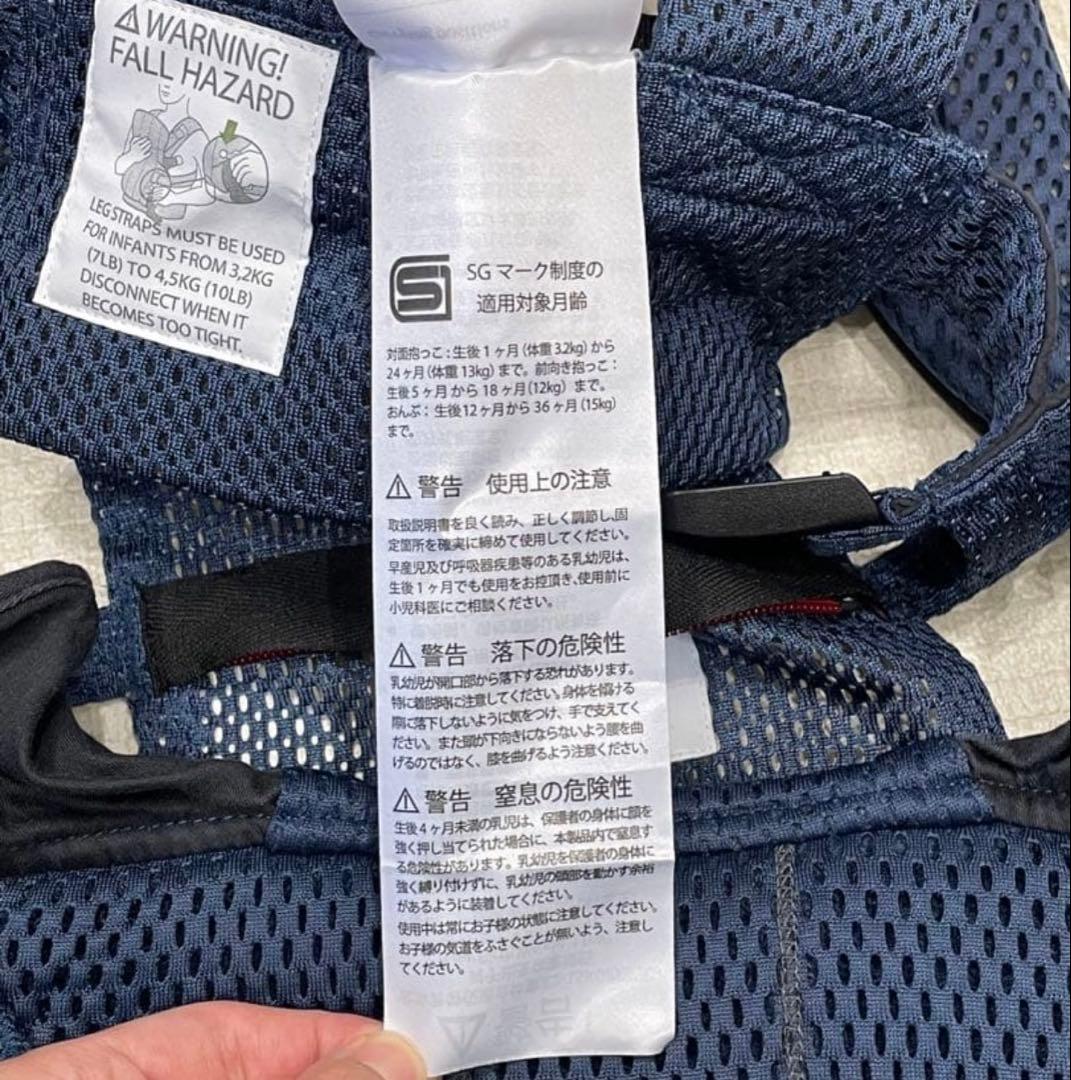 WARNING!
FALL HAZARD
LEG STRAPS MUST BE USED
FOR INFANTS FROM 3,2KG
(7LB) TO 4,5KG (10LB)
DISCONNECT WHEN IT
BECOMES TOO TIGHT.
SG マーク制度の
適用対象月齢
対面抱っこ：生後1ヶ月（体重3.2kg）から
24ヶ月（体重13kg）まで。前向き抱っこ：
生後5ヶ月から18ヶ月（12kg）まで。
おんぶ：生後12ヶ月から36ヶ月（15kg）
まで。
警告 使用上の注意
取扱説明書を良く読み、正しく調節し、固
定箇所を確実に締めて使用してください。
早産児及び呼吸器疾患等のある乳幼児は、
生後1ヶ月でも使用をお控頂き、使用前に
小児科医にご相談ください。
警告 落下の危険性
乳幼児が開口部から落下する恐れがあります。
特に着脱時に注意してください。身体を傾ける
際に落下しないように気をつけ、手で支えてく
ださい。また頭が下向きにならないよう腰を曲
げるのではなく、膝を曲げるよう注意ください。
警告 窒息の危険性
生後4ヶ月未満の乳児は、保護者の身体に顔を
強く押し当てられた場合に、本製品内で窒息す
る危険性があります。乳幼児を保護者の身体に
強く縛り付けずに、乳幼児の頭部を動かす余裕
があるように装着してください。
使用中は常にお子様の状態に注意してください。
お子様の気道をふさぐことが無いよう、注意し
てください。